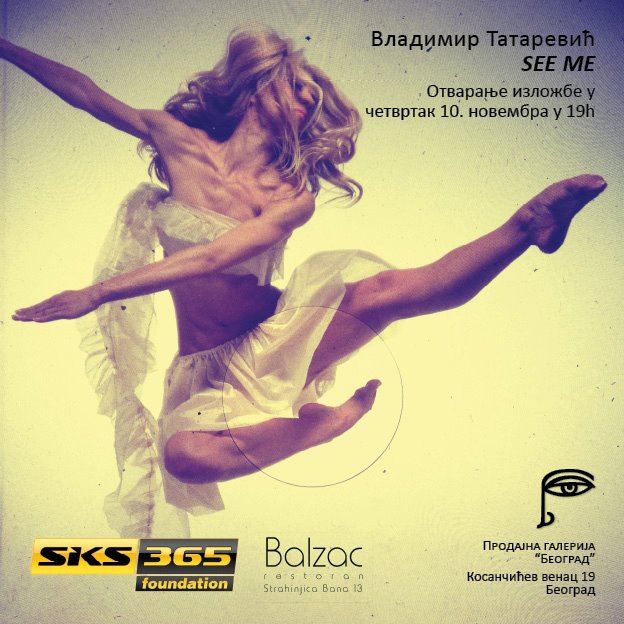 Владимир Татаревић
SEE ME
Отварање изложбе у
четвртак 10. новембра у 19h
SKS 365
foundation
Balzac
restoran
Strahinjica Bana 13
Продајна галеријa
“Београд”
Косанчићев венац 19
Београд